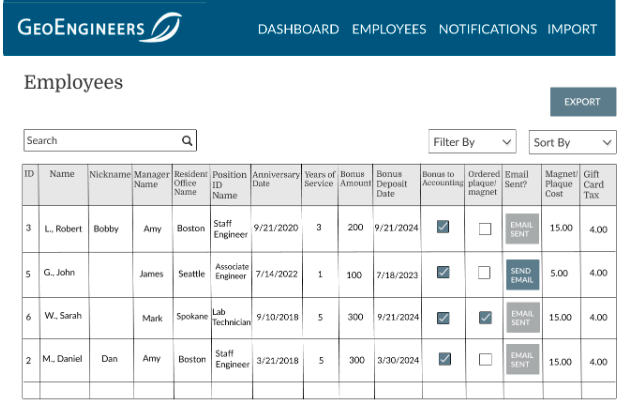 GEOENGINEERS
DASHBOARD EMPLOYEES NOTIFICATIONS IMPORT
Employees
EXPORT
Search
Filter By
Sort By
ID Name Nickname Manager Name Resident Office Name Position ID Name Anniversary Date Years of Service Bonus Amount Bonus Deposit Date Bonus to Accounting Ordered plaque/magnet Email Sent? Magnet/Plaque Cost Gift Card Tax
3 L., Robert Bobby Amy Boston Staff Engineer 9/21/2020 3 200 9/21/2024 EMAIL SENT 15.00 4.00
5 G., John James Seattle Associate Engineer 7/14/2022 1 100 7/18/2023 SEND EMAIL 5.00 4.00
6 W., Sarah Mark Spokane Lab Technician 9/10/2018 5 300 9/21/2024 EMAIL SENT 15.00 4.00
2 M., Daniel Dan Amy Boston Staff Engineer 3/21/2018 5 300 3/30/2024 EMAIL SENT 15.00 4.00